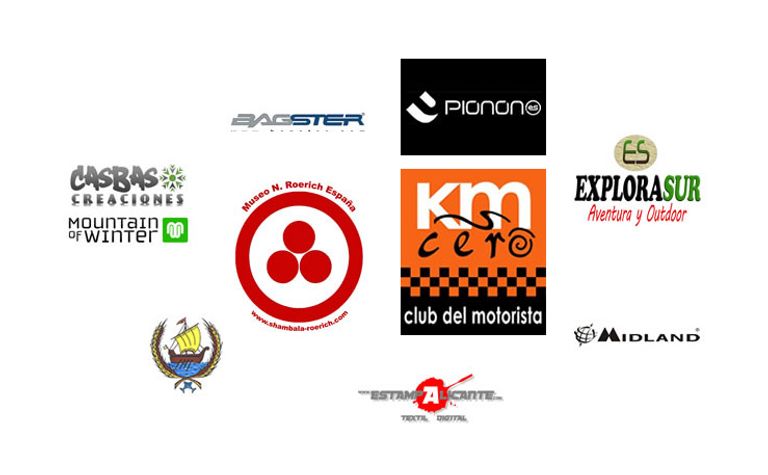 BAGSTER
PIONONO ES
CASBAS
CREACIONES
MOUNTAIN
OF WINTER
Museo N. Roerich España
www.shambala-roerich.com
KM
cero
club del motorista
ES
EXPLORASUR
Aventura y Outdoor
MIDLAND
ESTAMPALICANTE
TEXTIL DIGITAL